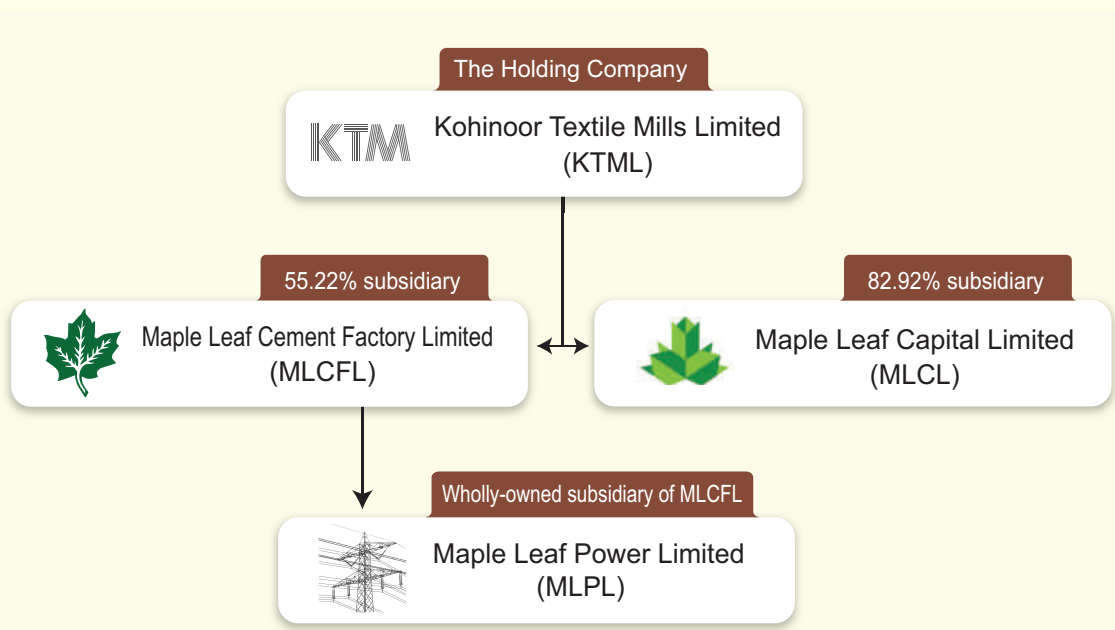 The Holding Company
KTM
Kohinoor Textile Mills Limited
(KTML)
55.22% subsidiary
Maple Leaf Cement Factory Limited
(MLCFL)
82.92% subsidiary
Maple Leaf Capital Limited
(MLCL)
Wholly-owned subsidiary of MLCFL
Maple Leaf Power Limited
(MLPL)